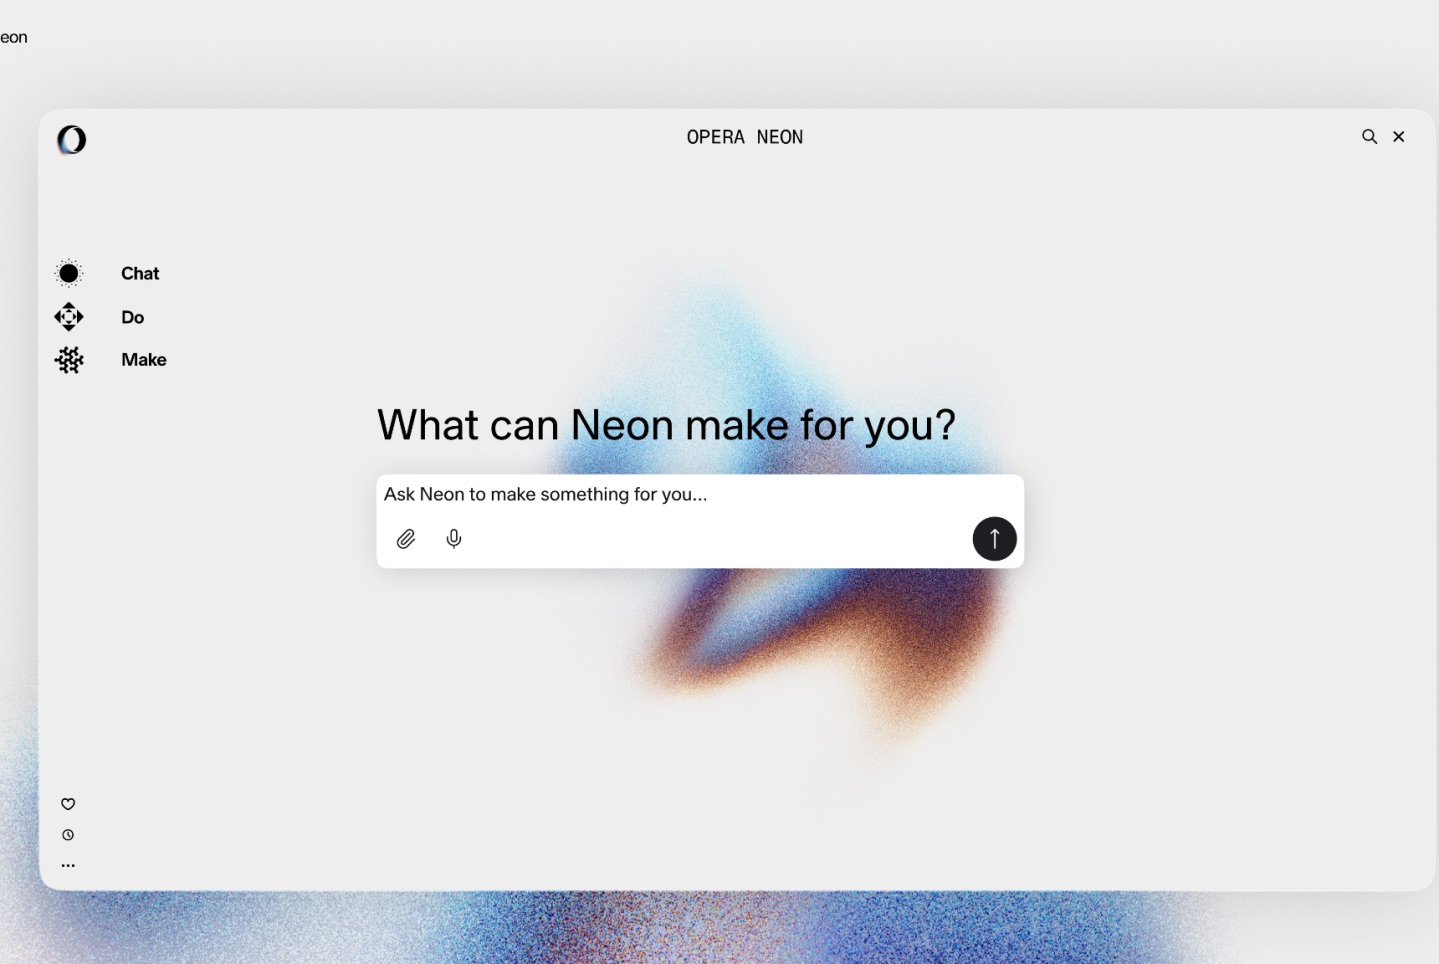 eon
OPERA NEON
Chat
Do
Make
What can Neon make for you?
Ask Neon to make something for you...